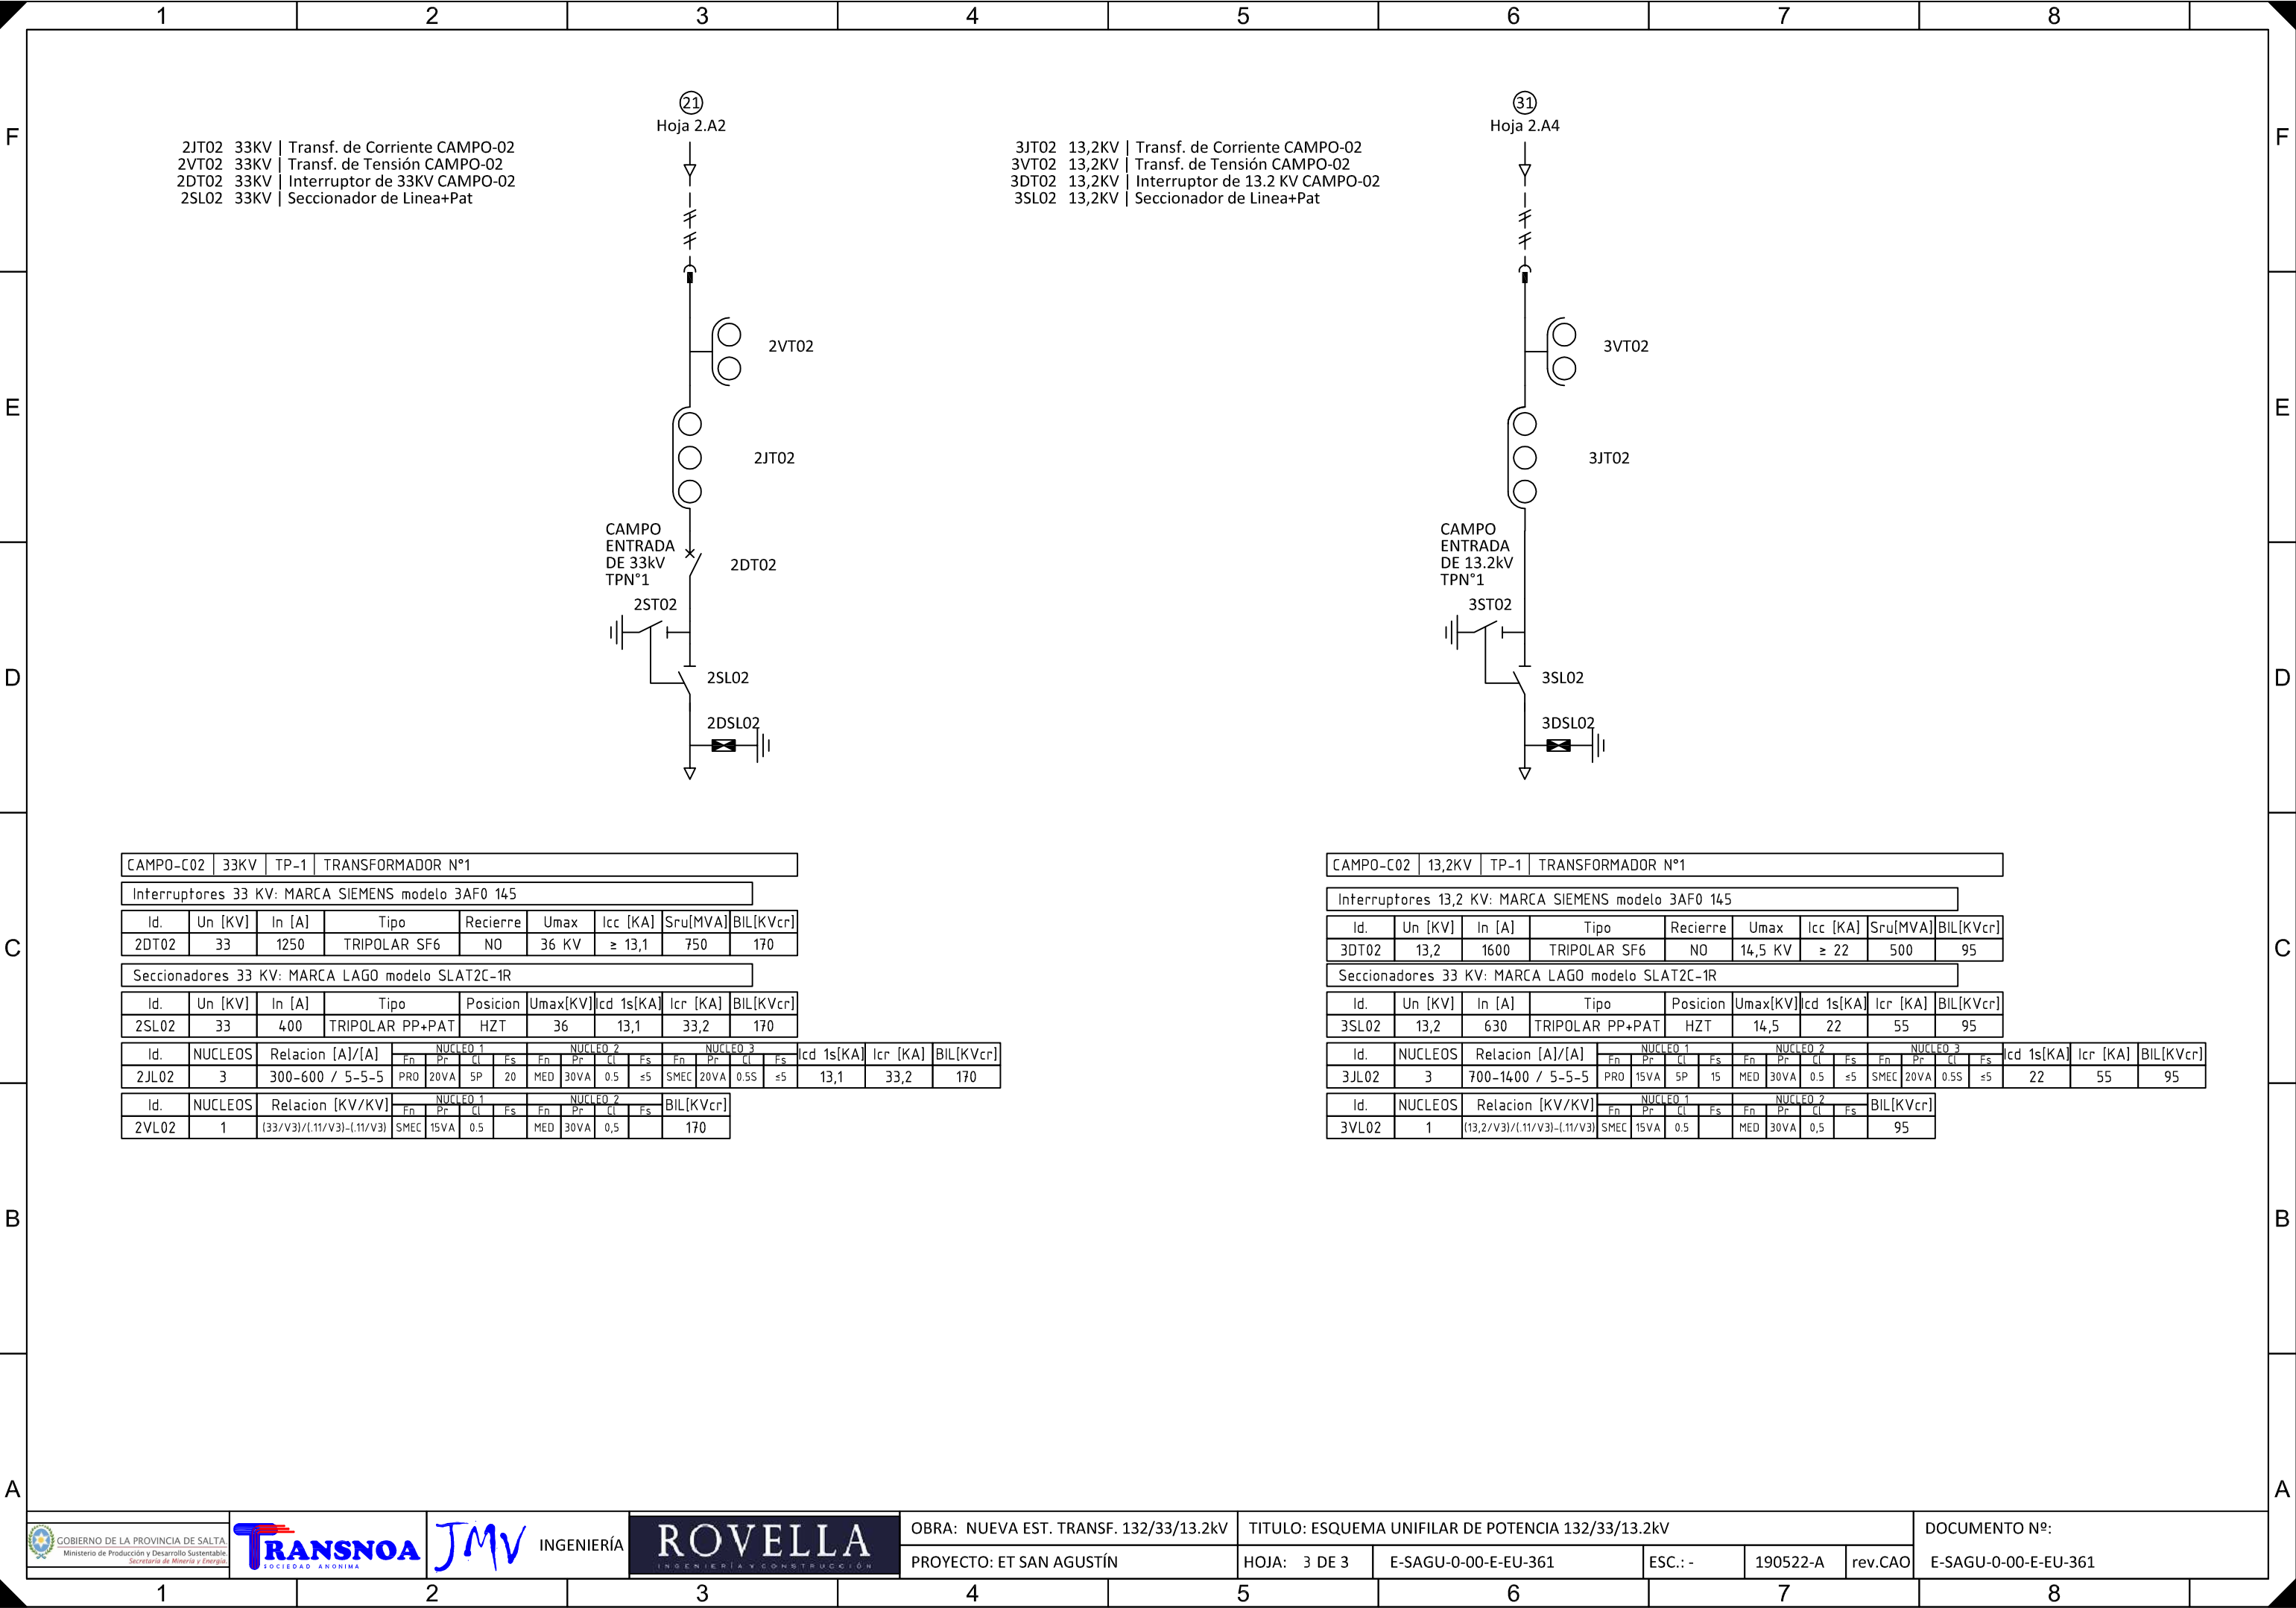 1 2 3 4 5 6 7 8
F
E
D
C
B
A
F
E
D
C
B
A
21
Hoja 2.A2
2JT02 33KV | Transf. de Corriente CAMPO-02
2VT02 33KV | Transf. de Tensión CAMPO-02
2DT02 33KV | Interruptor de 33KV CAMPO-02
2SL02 33KV | Seccionador de Linea+Pat
2VT02
2JT02
CAMPO
ENTRADA
DE 33kV
TPN°1
2DT02
2ST02
2SL02
2DSL02
31
Hoja 2.A4
3JT02 13,2KV | Transf. de Corriente CAMPO-02
3VT02 13,2KV | Transf. de Tensión CAMPO-02
3DT02 13,2KV | Interruptor de 13.2 KV CAMPO-02
3SL02 13,2KV | Seccionador de Linea+Pat
3VT02
3JT02
CAMPO
ENTRADA
DE 13.2kV
TPN°1
3ST02
3SL02
3DSL02
CAMPO-C02 33KV TP-1 TRANSFORMADOR N°1
Interruptores 33 KV: MARCA SIEMENS modelo 3AF0 145
Id. Un [KV] In [A] Tipo Recierre Umax Icc [KA] Sru[MVA] BIL[KVcr]
2DT02 33 1250 TRIPOLAR SF6 NO 36 KV ≥ 13,1 750 170
Seccionadores 33 KV: MARCA LAGO modelo SLAT2C-1R
Id. Un [KV] In [A] Tipo Posicion Umax[KV] Icd 1s[KA] Icr [KA] BIL[KVcr]
2SL02 33 400 TRIPOLAR PP+PAT HZT 36 13,1 33,2 170
Id. NUCLEOS Relacion [A]/[A] NUCLEO 1 NUCLEO 2 NUCLEO 3 Icd 1s[KA] Icr [KA] BIL[KVcr]
Fn Pr Cl Fs Fn Pr Cl Fs Fn Pr Cl Fs
2JL02 3 300-600 / 5-5-5 PRO 20VA 5P 20 MED 30VA 0.5 ≤5 SMEC 20VA 0.5S ≤5 13,1 33,2 170
Id. NUCLEOS Relacion [KV/KV] NUCLEO 1 NUCLEO 2 BIL[KVcr]
Fn Pr Cl Fs Fn Pr Cl Fs
2VL02 1 (33/V3)/(.11/V3)-(.11/V3) SMEC 15VA 0.5 MED 30VA 0,5 170
CAMPO-C02 13,2KV TP-1 TRANSFORMADOR N°1
Interruptores 13,2 KV: MARCA SIEMENS modelo 3AF0 145
Id. Un [KV] In [A] Tipo Recierre Umax Icc [KA] Sru[MVA] BIL[KVcr]
3DT02 13,2 1600 TRIPOLAR SF6 NO 14,5 KV ≥ 22 500 95
Seccionadores 33 KV: MARCA LAGO modelo SLAT2C-1R
Id. Un [KV] In [A] Tipo Posicion Umax[KV] Icd 1s[KA] Icr [KA] BIL[KVcr]
3SL02 13,2 630 TRIPOLAR PP+PAT HZT 14,5 22 55 95
Id. NUCLEOS Relacion [A]/[A] NUCLEO 1 NUCLEO 2 NUCLEO 3 Icd 1s[KA] Icr [KA] BIL[KVcr]
Fn Pr Cl Fs Fn Pr Cl Fs Fn Pr Cl Fs
3JL02 3 700-1400 / 5-5-5 PRO 15VA 5P 15 MED 30VA 0.5 ≤5 SMEC 20VA 0.5S ≤5 22 55 95
Id. NUCLEOS Relacion [KV/KV] NUCLEO 1 NUCLEO 2 BIL[KVcr]
Fn Pr Cl Fs Fn Pr Cl Fs
3VL02 1 (13,2/V3)/(.11/V3)-(.11/V3) SMEC 15VA 0.5 MED 30VA 0,5 95
GOBIERNO DE LA PROVINCIA DE SALTA.
Ministerio de Producción y Desarrollo Sustentable.
Secretaría de Minería y Energía.
TRANSNOA
SOCIEDAD ANONIMA
JMV INGENIERÍA
ROVELLA
INGENIERÍA Y CONSTRUCCIÓN
OBRA: NUEVA EST. TRANSF. 132/33/13.2kV
PROYECTO: ET SAN AGUSTÍN
TITULO: ESQUEMA UNIFILAR DE POTENCIA 132/33/13.2kV
HOJA: 3 DE 3 E-SAGU-0-00-E-EU-361 ESC.: - 190522-A rev.CAO
DOCUMENTO Nº:
E-SAGU-0-00-E-EU-361
1 2 3 4 5 6 7 8